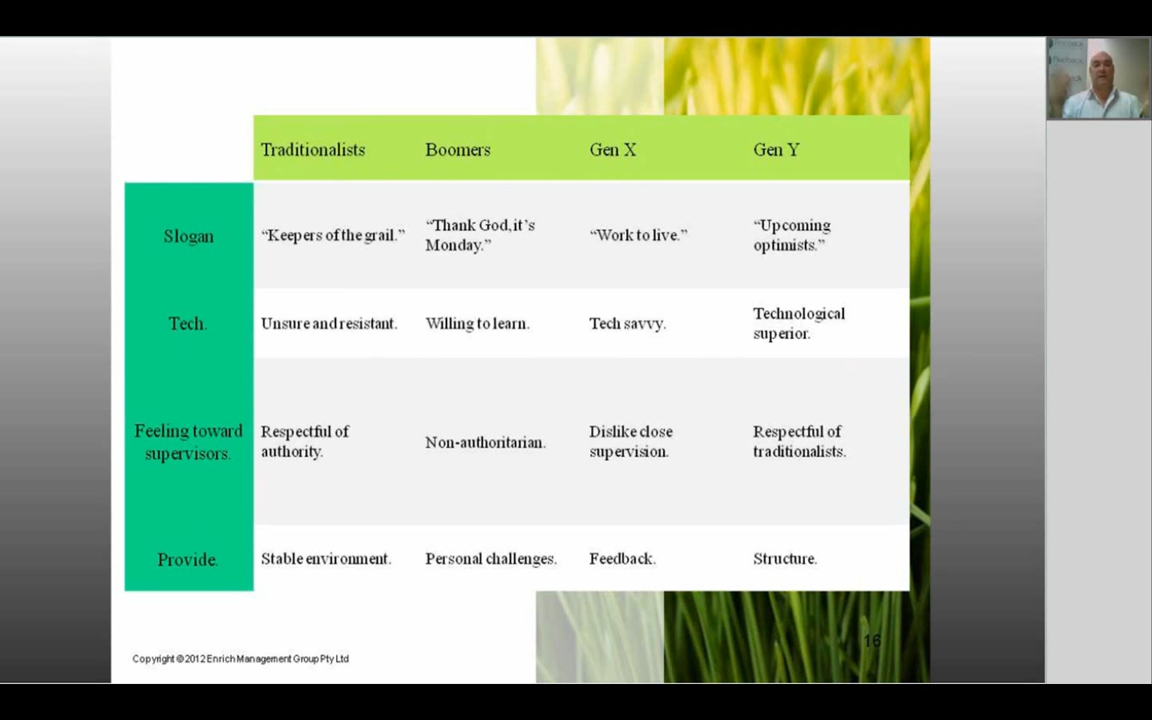 Traditionalists Boomers Gen X Gen Y
Slogan “Keepers of the grail.” “Thank God, it’s Monday.” “Work to live.” “Upcoming optimists.”
Tech. Unsure and resistant. Willing to learn. Tech savvy. Technological superior.
Feeling toward supervisors. Respectful of authority. Non-authoritarian. Dislike close supervision. Respectful of traditionalists.
Provide. Stable environment. Personal challenges. Feedback. Structure.
16
Copyright ©2012 Enrich Management Group Pty Ltd